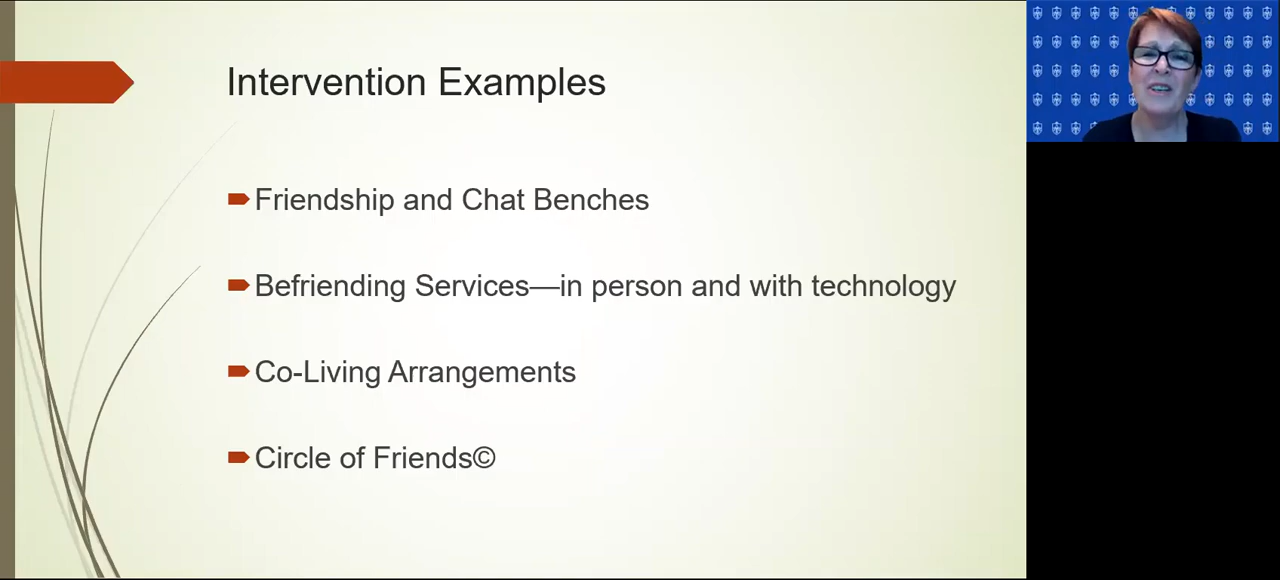 Intervention Examples
Friendship and Chat Benches
Befriending Services—in person and with technology
Co-Living Arrangements
Circle of Friends©